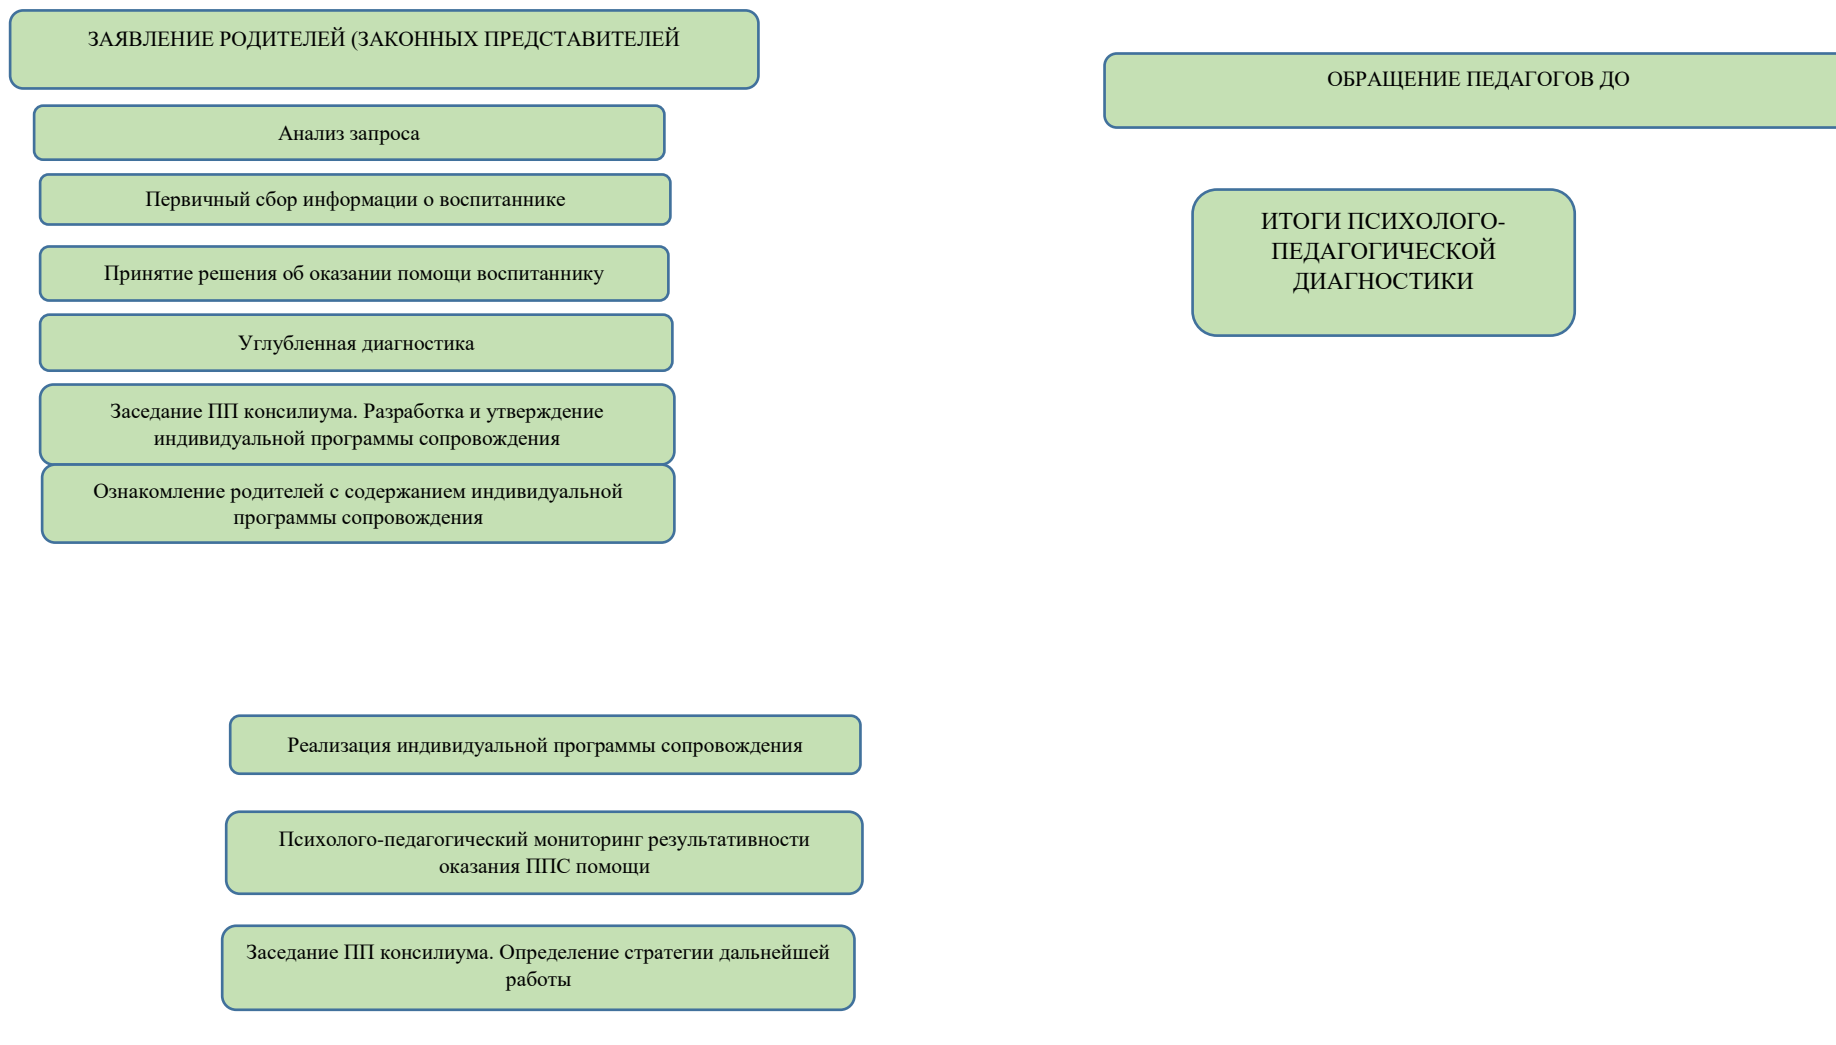 ЗАЯВЛЕНИЕ РОДИТЕЛЕЙ (ЗАКОННЫХ ПРЕДСТАВИТЕЛЕЙ
ОБРАЩЕНИЕ ПЕДАГОГОВ ДО
Анализ запроса
Первичный сбор информации о воспитаннике
Принятие решения об оказании помощи воспитаннику
Углубленная диагностика
Заседание ПП консилиума. Разработка и утверждение
индивидуальной программы сопровождения
Ознакомление родителей с содержанием индивидуальной
программы сопровождения
ИТОГИ ПСИХОЛОГО-
ПЕДАГОГИЧЕСКОЙ
ДИАГНОСТИКИ
Реализация индивидуальной программы сопровождения
Психолого-педагогический мониторинг результативности
оказания ППС помощи
Заседание ПП консилиума. Определение стратегии дальнейшей
работы